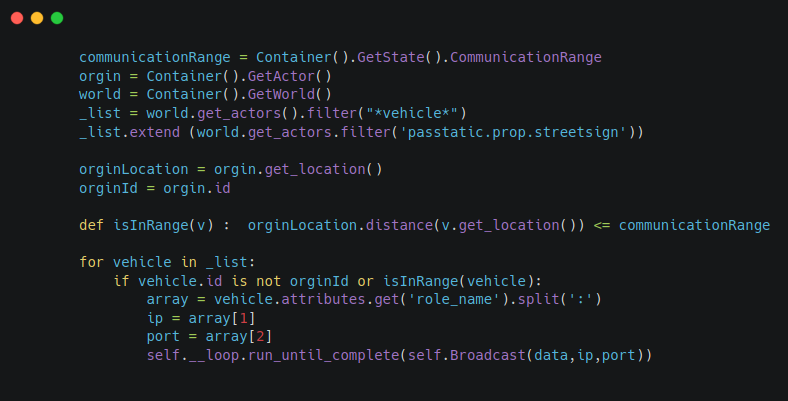 communicationRange = Container().GetState().CommunicationRange
orgin = Container().GetActor()
world = Container().GetWorld()
_list = world.get_actors().filter("*vehicle*")
_list.extend (world.get_actors.filter('passtatic.prop.streetsign'))
orginLocation = orgin.get_location()
orginId = orgin.id
def isInRange(v) :  orginLocation.distance(v.get_location()) <= communicationRange
for vehicle in _list:
    if vehicle.id is not orginId or isInRange(vehicle):
        array = vehicle.attributes.get('role_name').split(':')
        ip = array[1]
        port = array[2]
        self.__loop.run_until_complete(self.Broadcast(data,ip,port))